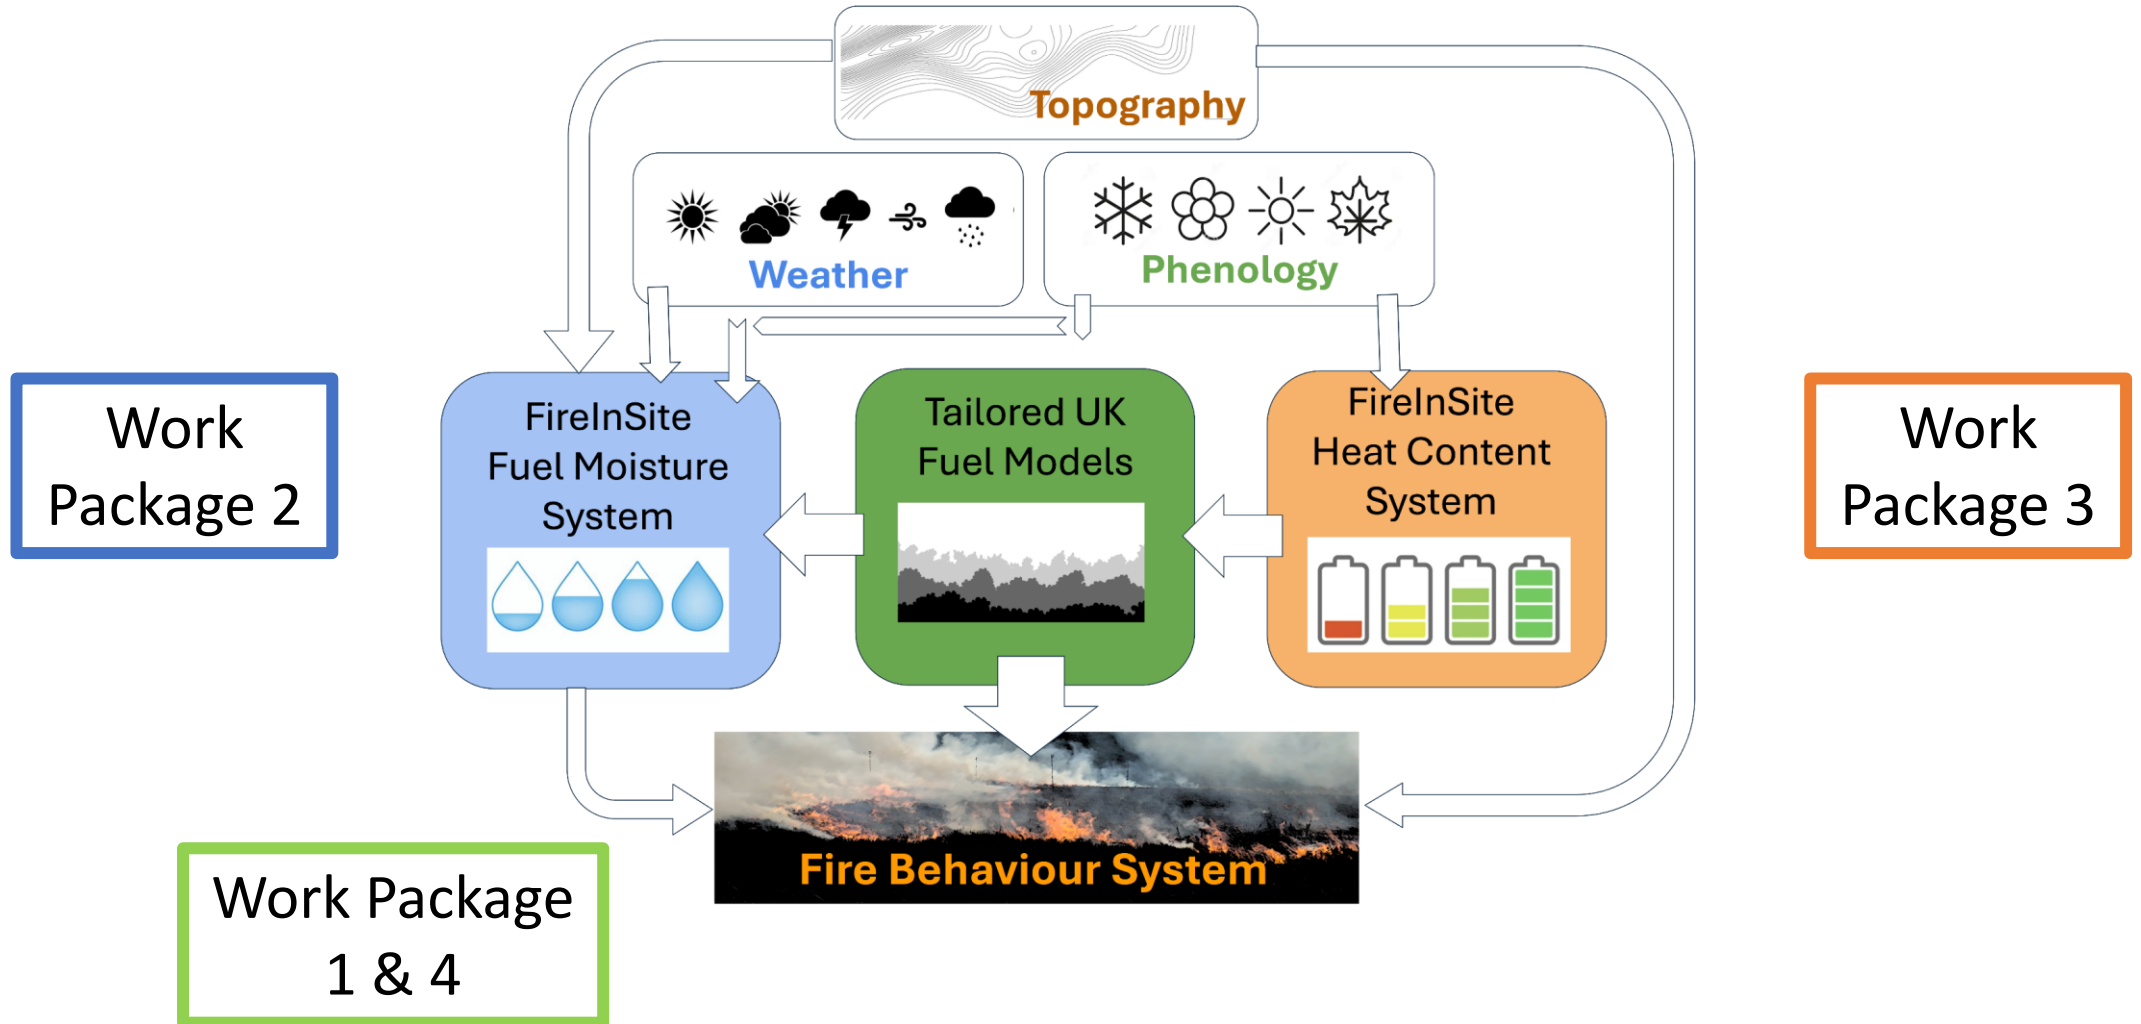 Topography
Weather
Phenology
Work
Package 2
FireInSite
Fuel Moisture
System
Tailored UK
Fuel Models
FireInSite
Heat Content
System
Work
Package 3
Fire Behaviour System
Work Package
1 & 4